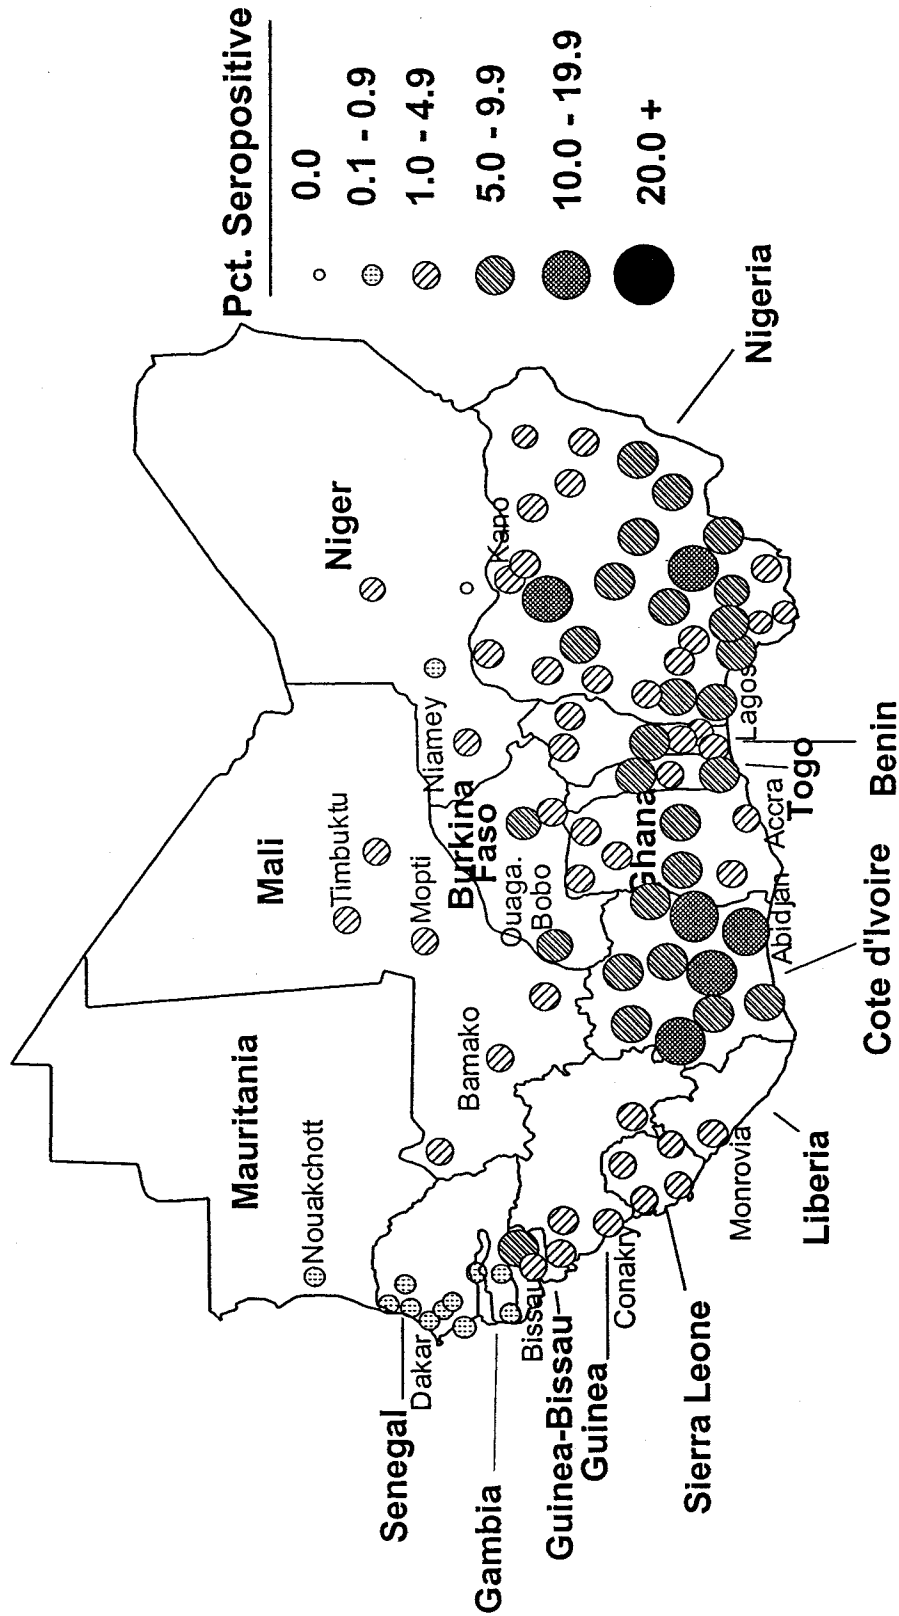 Pct. Seropositive
0.0
0.1 - 0.9
1.0 - 4.9
5.0 - 9.9
10.0 - 19.9
20.0 +
Mauritania
Nouakchott
Mali
Timbuktu
Mopti
Bamako
Niger
Niamey
Burkina
Faso
Ouaga.
Bobo
Kano
Nigeria
Lagos
Benin
Togo
Accra
Ghana
Abidjan
Cote d'Ivoire
Liberia
Monrovia
Sierra Leone
Conakry
Guinea
Guinea-Bissau
Bissau
Gambia
Senegal
Dakar